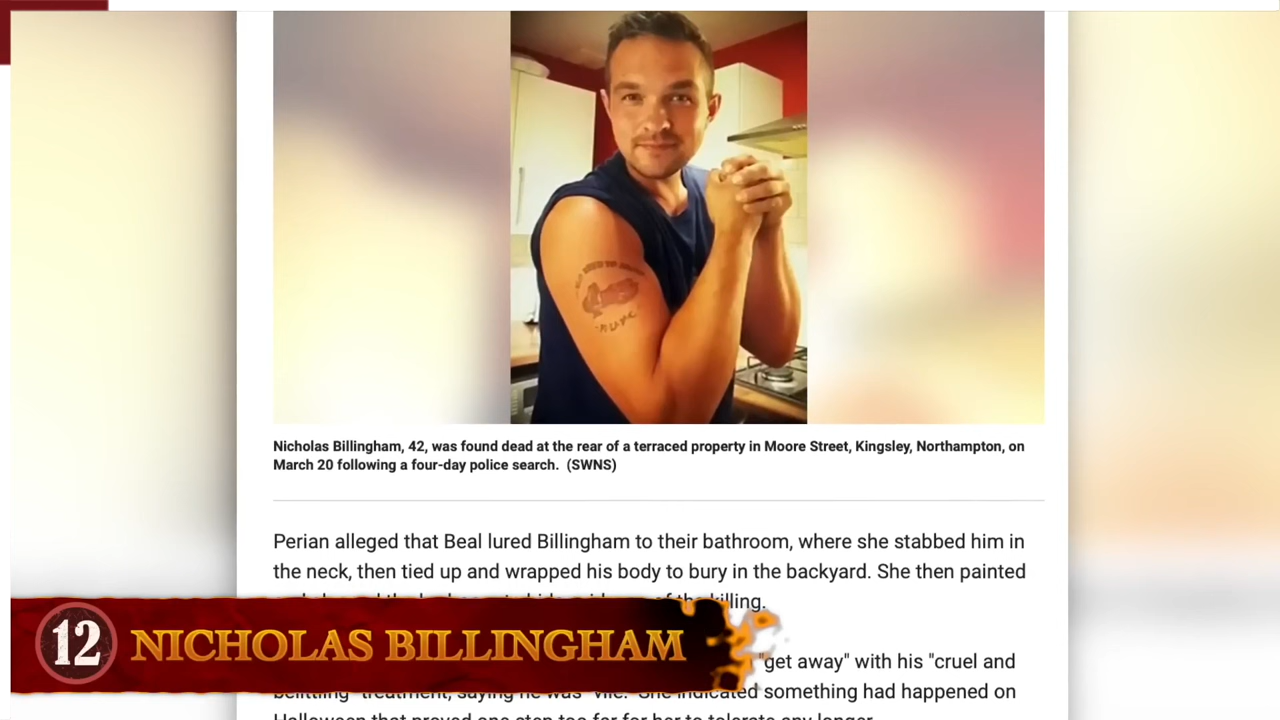 Nicholas Billingham, 42, was found dead at the rear of a terraced property in Moore Street, Kingsley, Northampton, on
March 20 following a four-day police search. (SWNS)
Perian alleged that Beal lured Billingham to their bathroom, where she stabbed him in
the neck, then tied up and wrapped his body to bury in the backyard. She then painted
killing.
12 NICHOLAS BILLINGHAM
"get away" with his "cruel and
something had happened on